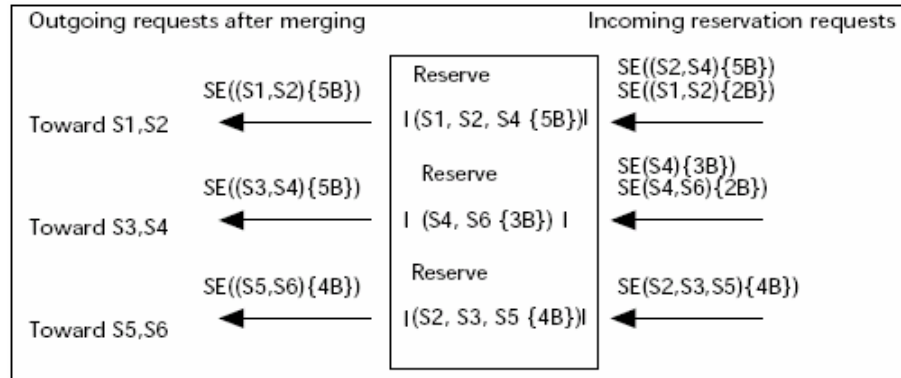 Outgoing requests after merging
Incoming reservation requests
SE((S1,S2){5B})
Toward S1,S2
Reserve
|(S1, S2, S4 {5B})|
SE((S2,S4){5B})
SE((S1,S2){2B})
SE((S3,S4){5B})
Toward S3,S4
Reserve
| (S4, S6 {3B}) |
SE(S4){3B})
SE(S4,S6){2B})
SE((S5,S6){4B})
Toward S5,S6
Reserve
|(S2, S3, S5 {4B})|
SE(S2,S3,S5){4B})